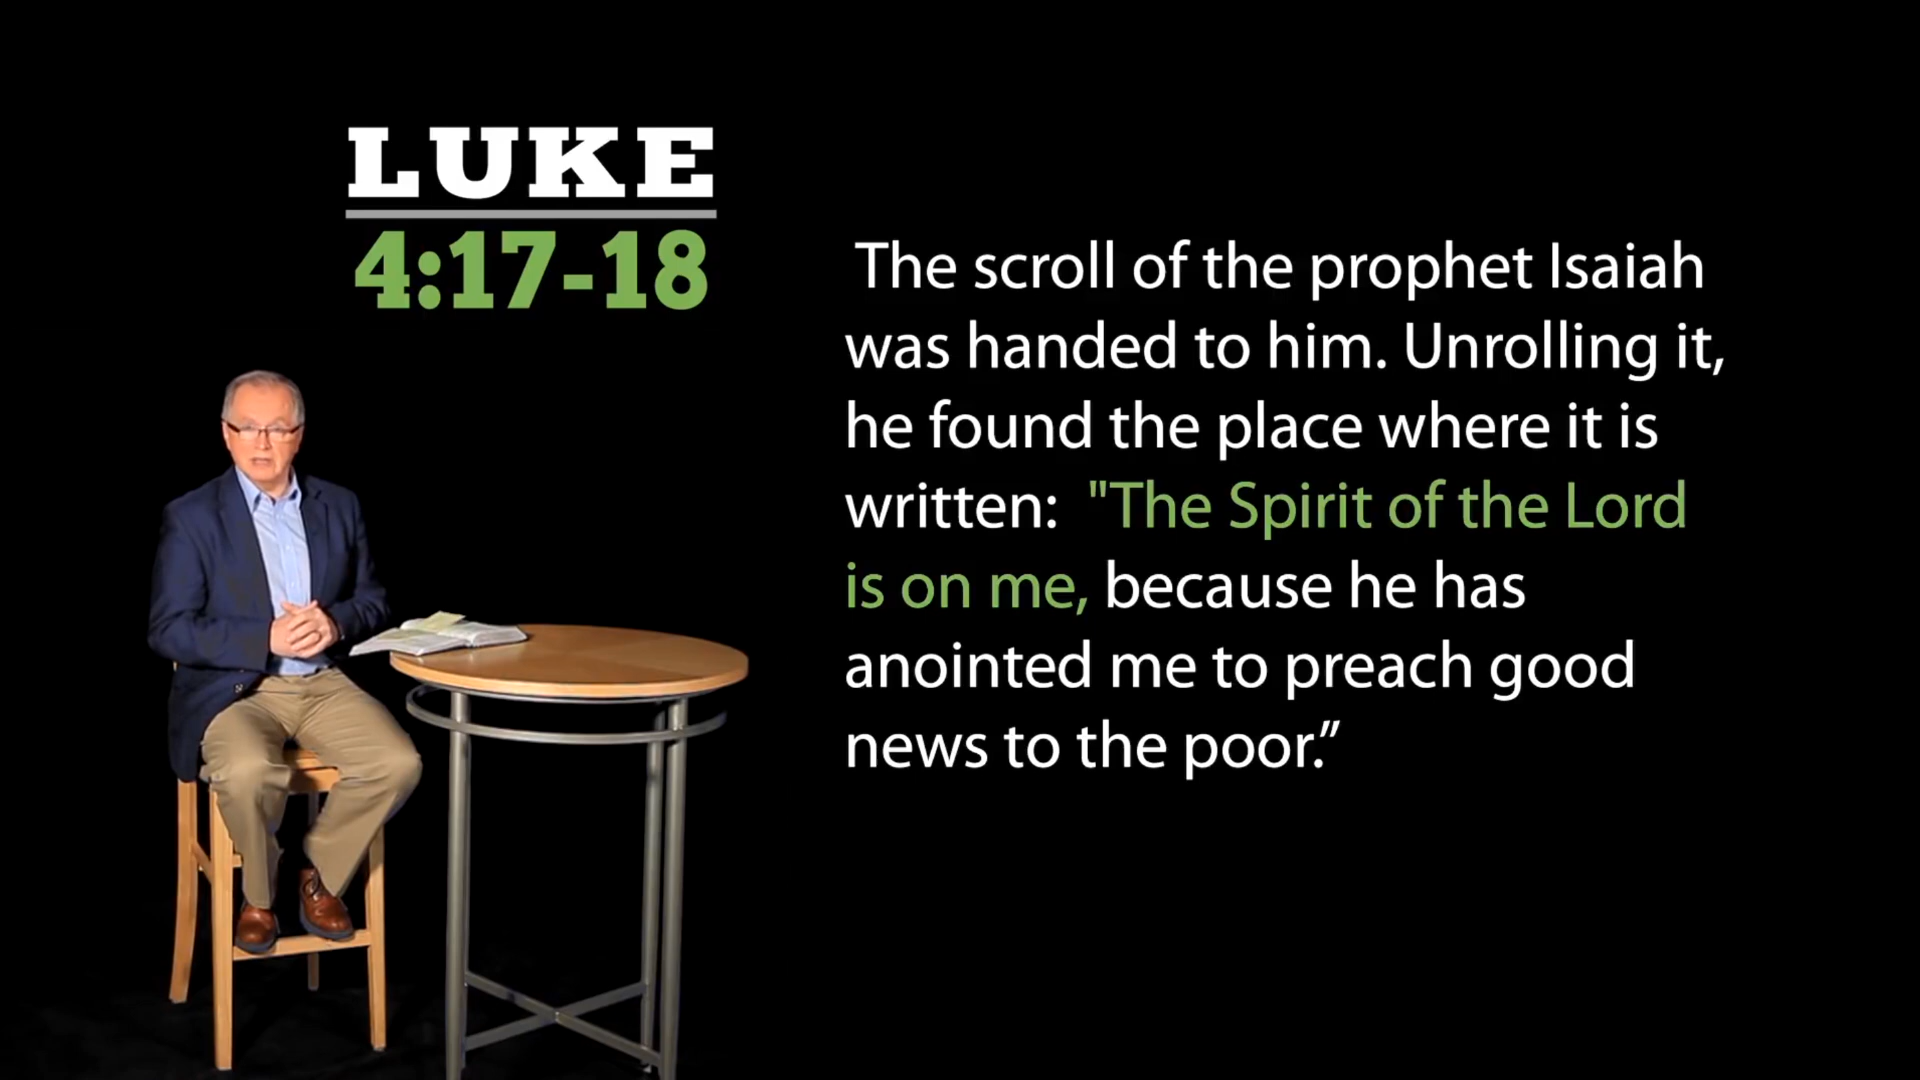 LUKE
4:17-18
The scroll of the prophet Isaiah
was handed to him. Unrolling it,
he found the place where it is
written:  "The Spirit of the Lord
is on me, because he has
anointed me to preach good
news to the poor.”